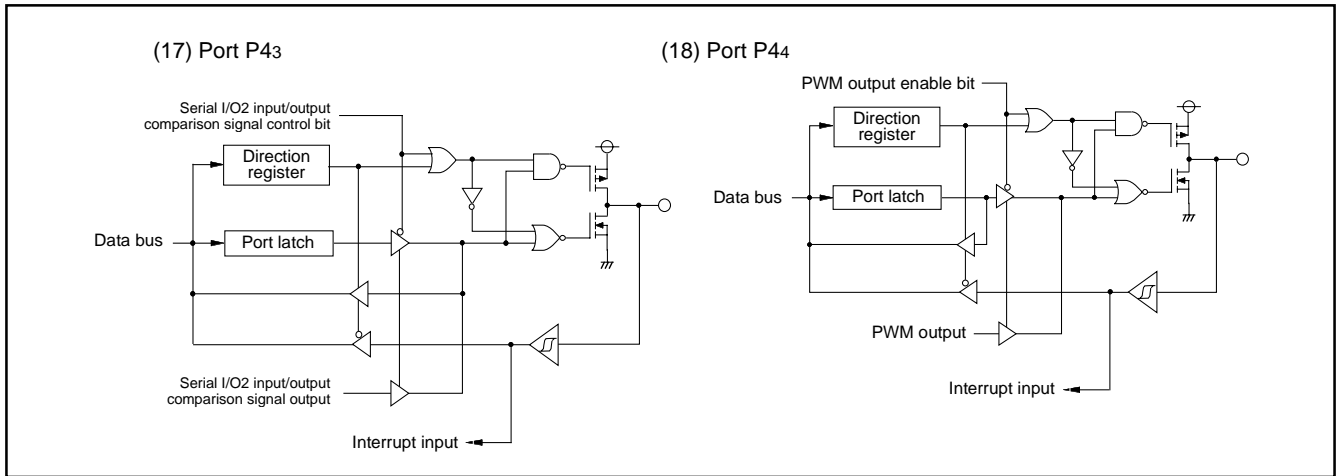 (17) Port P43
Serial I/O2 input/output
comparison signal control bit
Direction
register
Data bus
Port latch
Serial I/O2 input/output
comparison signal output
Interrupt input
(18) Port P44
PWM output enable bit
Direction
register
Data bus
Port latch
PWM output
Interrupt input